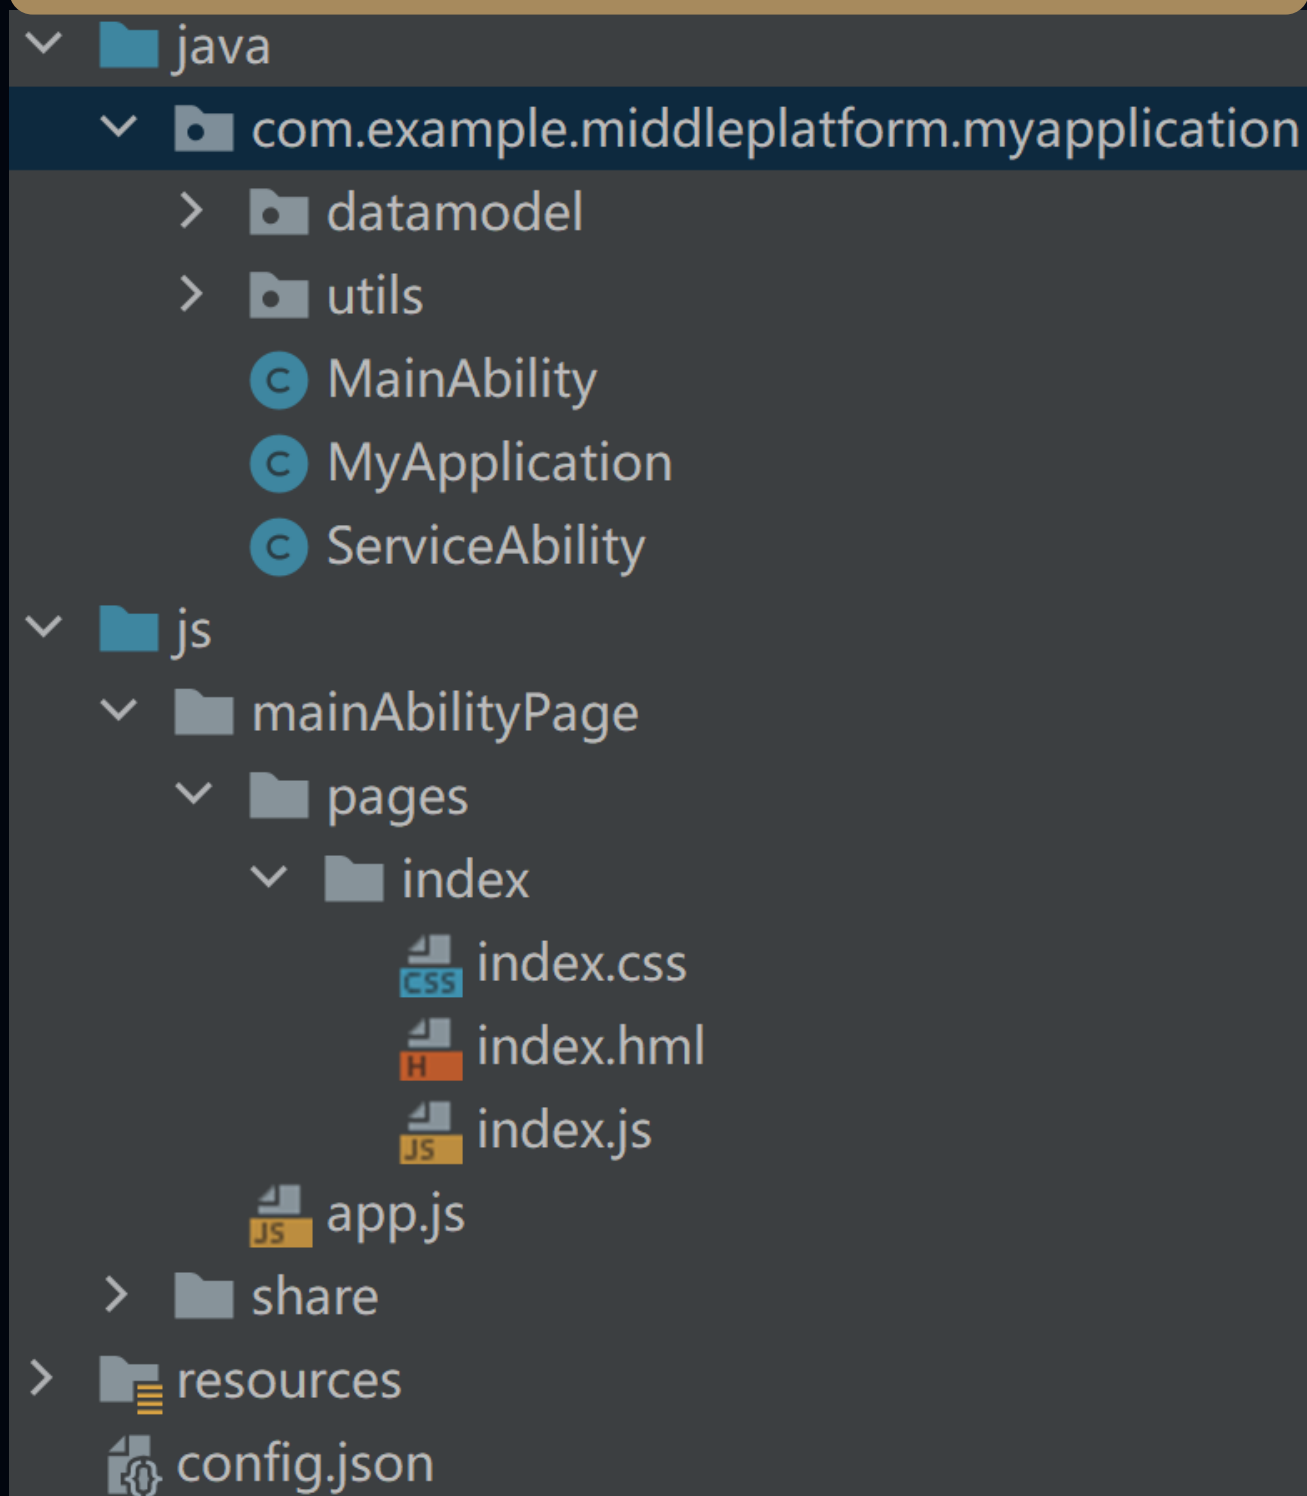 java
com.example.middleplatform.myapplication
datamodel
utils
C MainAbility
C MyApplication
C ServiceAbility
js
mainAbilityPage
pages
index
CSS index.css
H index.hml
JS index.js
JS app.js
share
resources
{} config.json